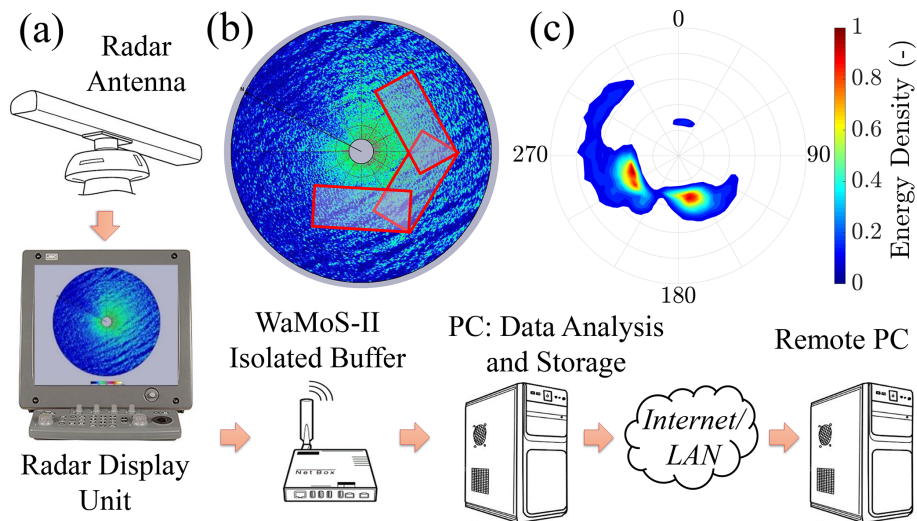 (a)
Radar
Antenna
(b)
(c)
0
90
180
270
1
0.8
0.6
0.4
0.2
0
Energy Density (-)
JRC
WaMoS-II
Isolated Buffer
PC: Data Analysis
and Storage
Remote PC
Net Box
Internet/
LAN
Radar Display
Unit